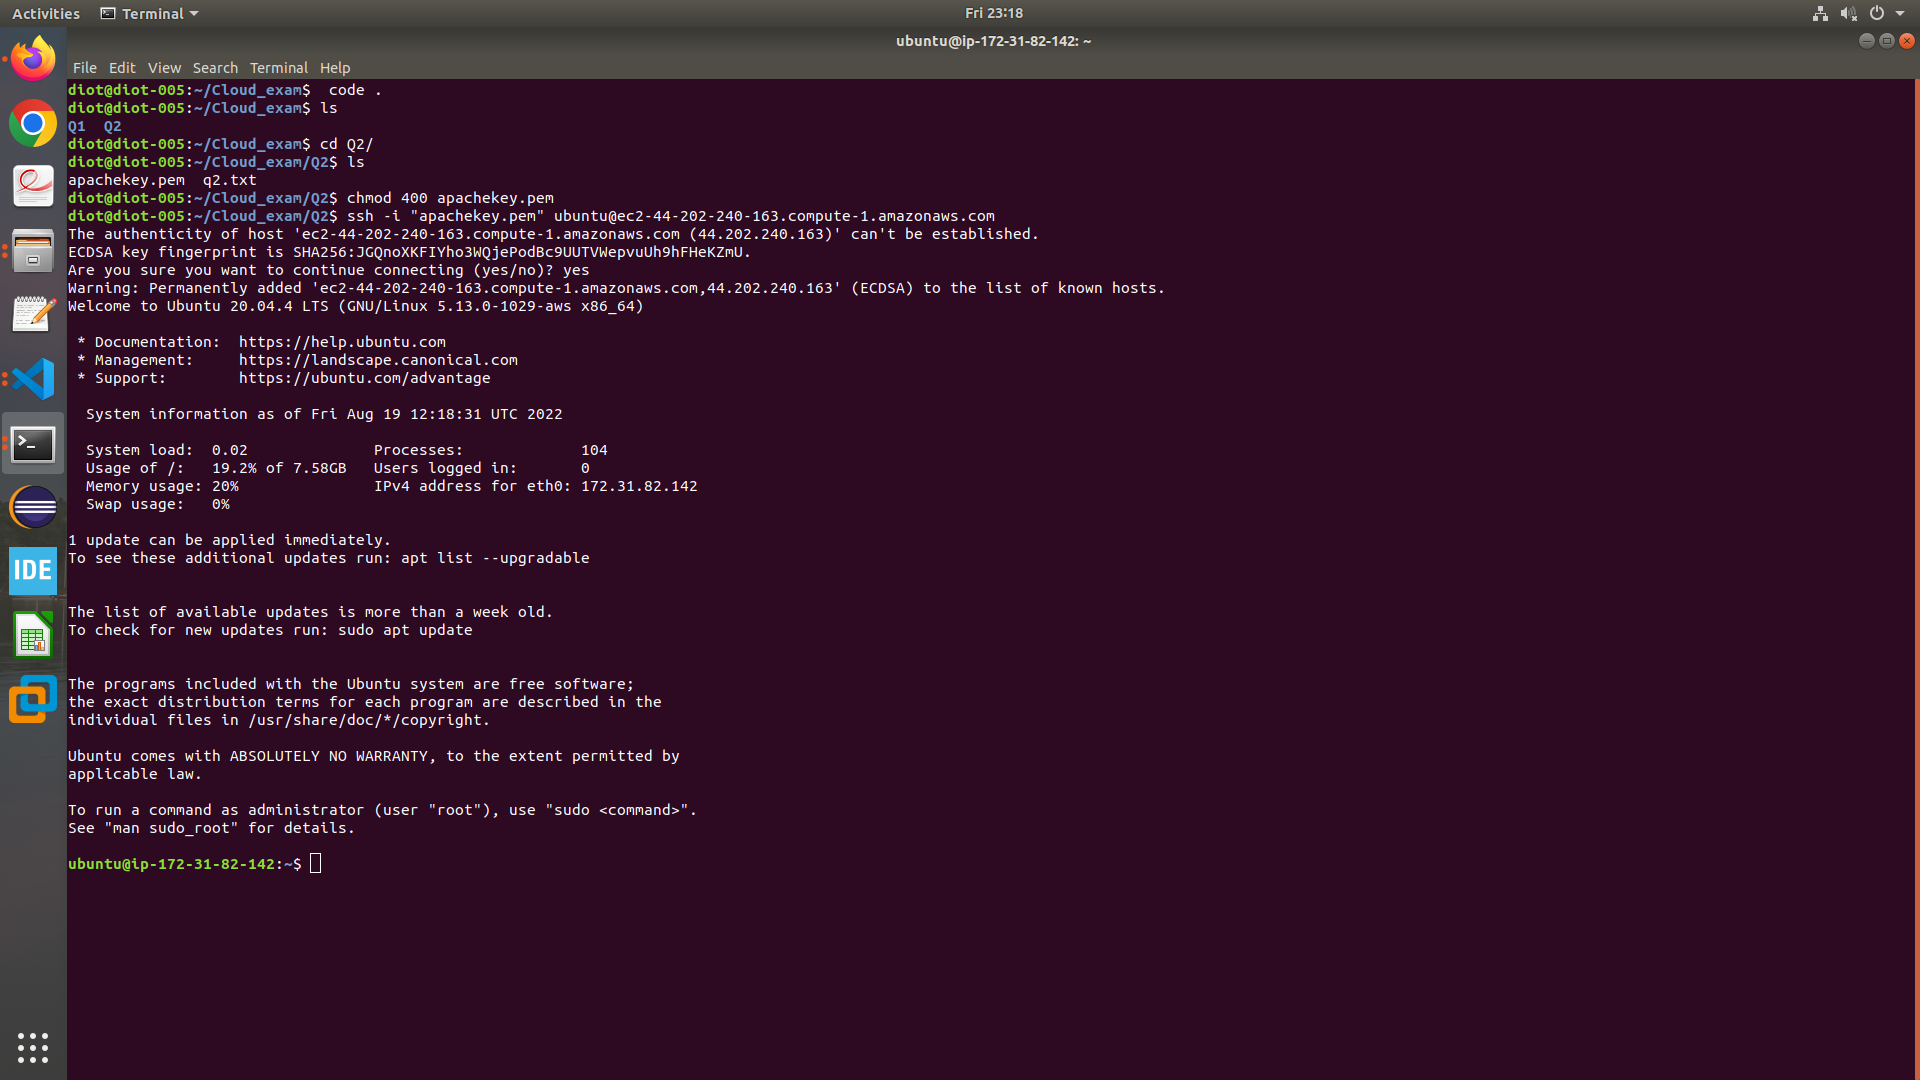 Activities Terminal Fri 23:18
ubuntu@ip-172-31-82-142: ~
File Edit View Search Terminal Help
diot@diot-005:~/Cloud_exam$  code .
diot@diot-005:~/Cloud_exam$ ls
Q1  Q2
diot@diot-005:~/Cloud_exam$ cd Q2/
diot@diot-005:~/Cloud_exam/Q2$ ls
apachekey.pem  q2.txt
diot@diot-005:~/Cloud_exam/Q2$ chmod 400 apachekey.pem
diot@diot-005:~/Cloud_exam/Q2$ ssh -i "apachekey.pem" ubuntu@ec2-44-202-240-163.compute-1.amazonaws.com
The authenticity of host 'ec2-44-202-240-163.compute-1.amazonaws.com (44.202.240.163)' can't be established.
ECDSA key fingerprint is SHA256:JGQnoXKFIYho3WQjePodBc9UUTVWepvuUh9hFHeKZmU.
Are you sure you want to continue connecting (yes/no)? yes
Warning: Permanently added 'ec2-44-202-240-163.compute-1.amazonaws.com,44.202.240.163' (ECDSA) to the list of known hosts.
Welcome to Ubuntu 20.04.4 LTS (GNU/Linux 5.13.0-1029-aws x86_64)
 * Documentation:  https://help.ubuntu.com
 * Management:     https://landscape.canonical.com
 * Support:        https://ubuntu.com/advantage
  System information as of Fri Aug 19 12:18:31 UTC 2022
  System load:  0.02              Processes:             104
  Usage of /:   19.2% of 7.58GB   Users logged in:       0
  Memory usage: 20%               IPv4 address for eth0: 172.31.82.142
  Swap usage:   0%
1 update can be applied immediately.
To see these additional updates run: apt list --upgradable
The list of available updates is more than a week old.
To check for new updates run: sudo apt update
The programs included with the Ubuntu system are free software;
the exact distribution terms for each program are described in the
individual files in /usr/share/doc/*/copyright.
Ubuntu comes with ABSOLUTELY NO WARRANTY, to the extent permitted by
applicable law.
To run a command as administrator (user "root"), use "sudo <command>".
See "man sudo_root" for details.
ubuntu@ip-172-31-82-142:~$
IDE